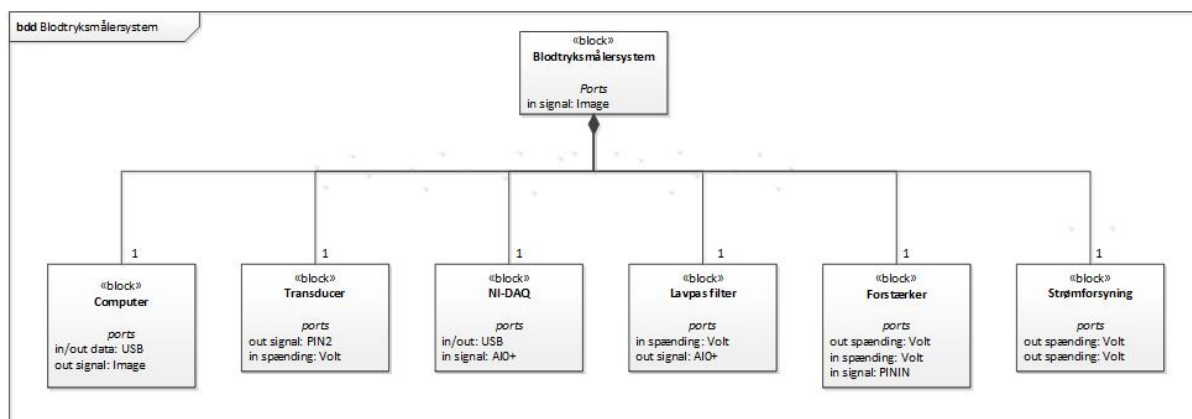 bdd Blodtryksmålersystem
«block»
Blodtryksmålersystem
Ports
in signal: Image
1
1
1
1
1
1
«block»
Computer
ports
in/out data: USB
out signal: Image
«block»
Transducer
ports
out signal: PIN2
in spænding: Volt
«block»
NI-DAQ
ports
in/out: USB
in signal: AI0+
«block»
Lavpas filter
ports
in spænding: Volt
out signal: AI0+
«block»
Forstærker
ports
out spænding: Volt
in spænding: Volt
in signal: PININ
«block»
Strømforsyning
ports
out spænding: Volt
out spænding: Volt